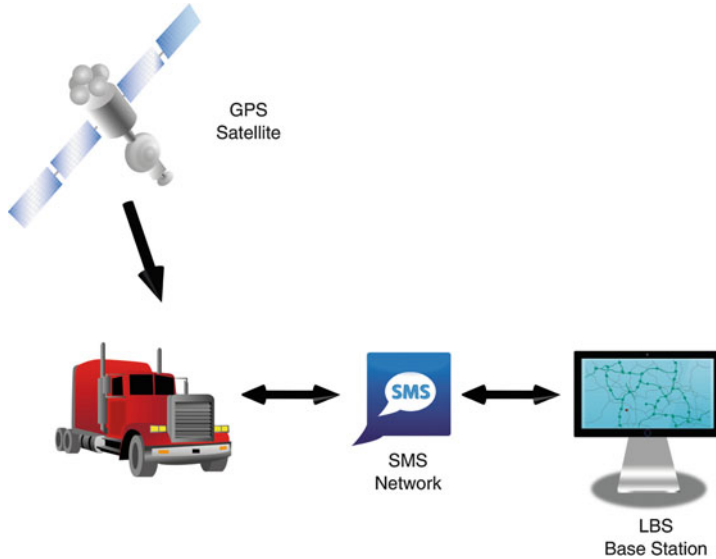 GPS
Satellite
SMS
SMS
Network
LBS
Base Station